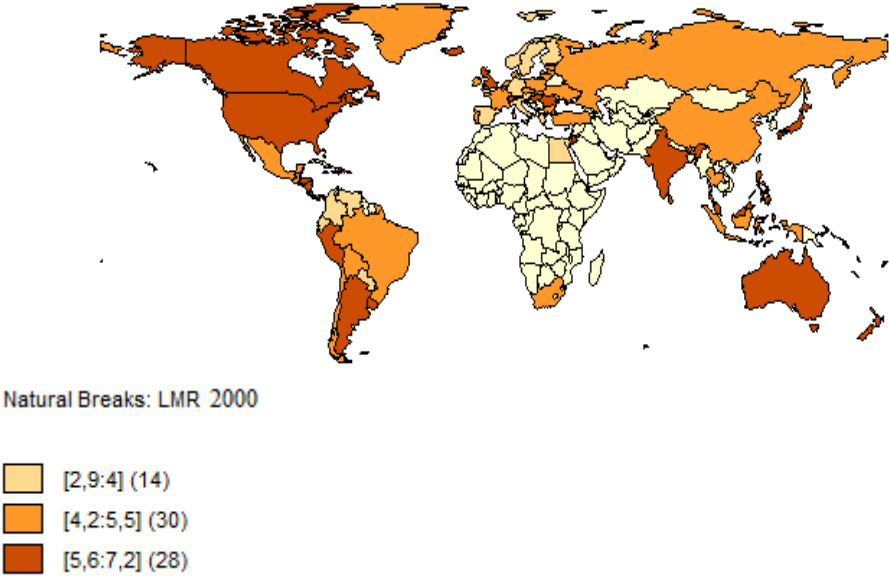 Natural Breaks: LMR 2000
[2,9:4] (14)
[4,2:5,5] (30)
[5,6:7,2] (28)